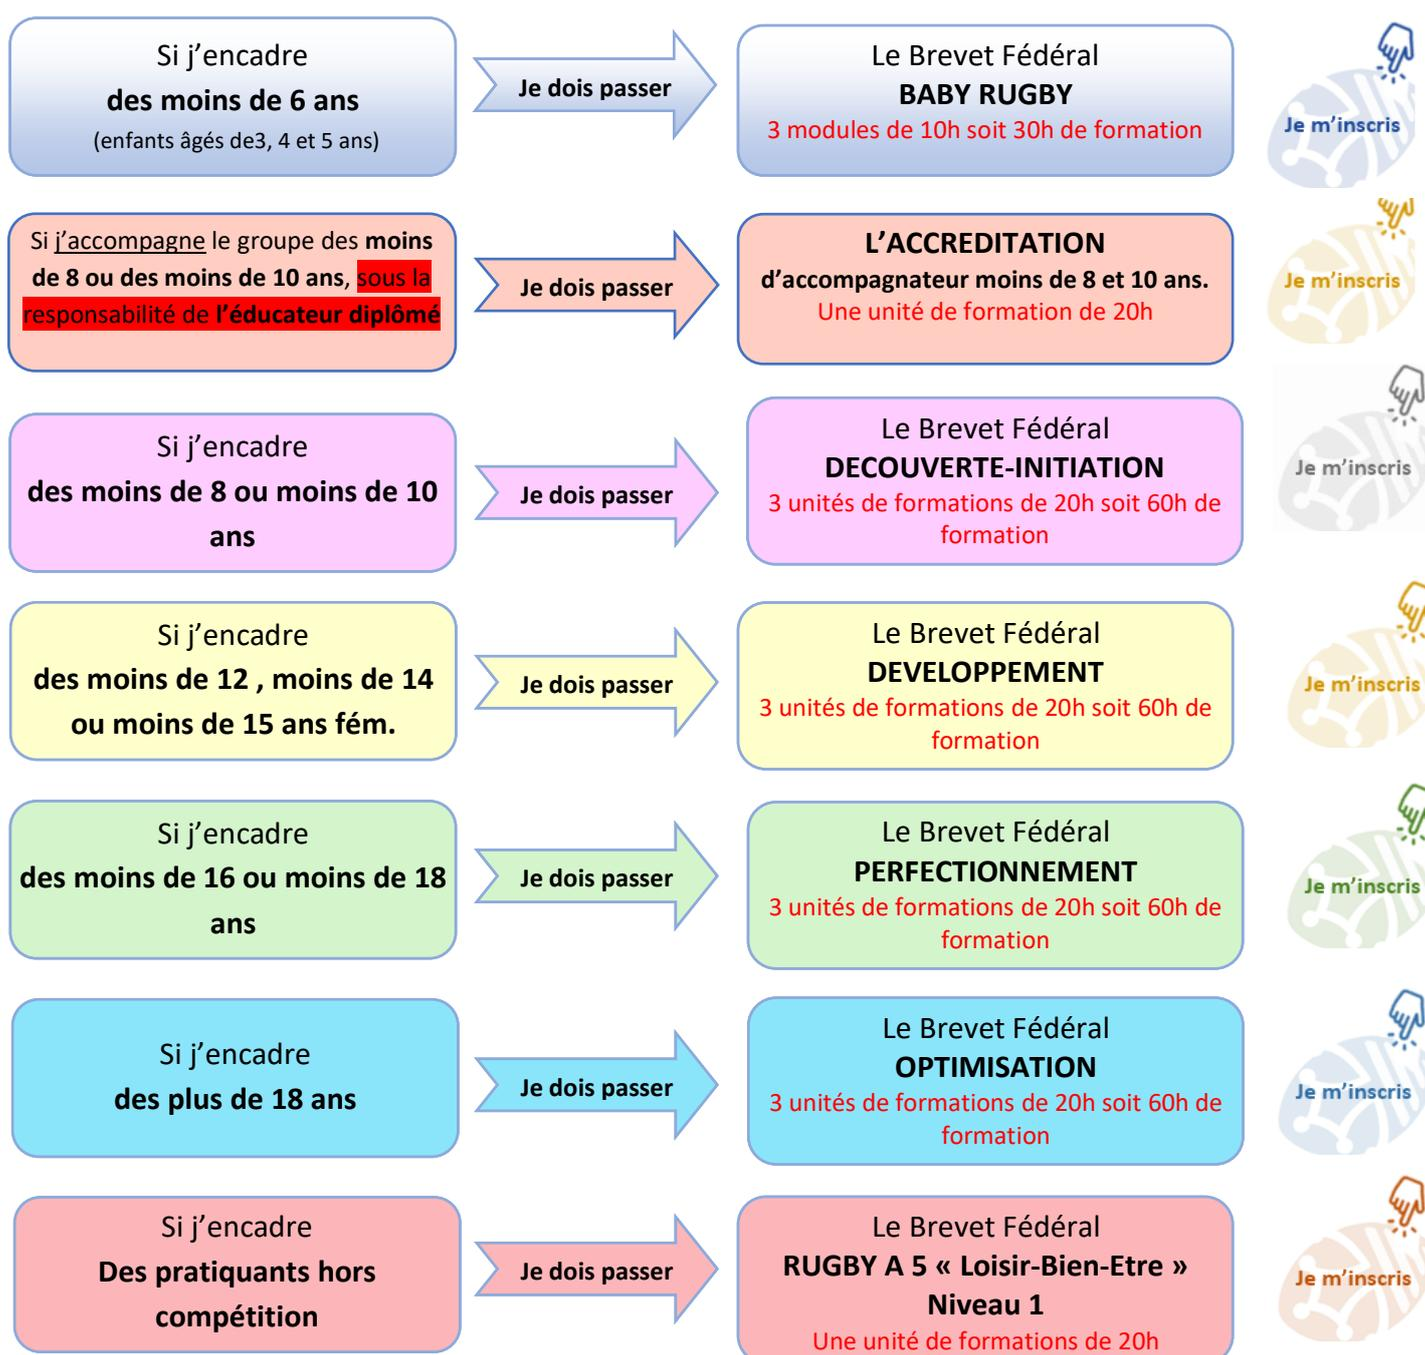 Si j’encadre
des moins de 6 ans
(enfants âgés de3, 4 et 5 ans)
Je dois passer
Le Brevet Fédéral
BABY RUGBY
3 modules de 10h soit 30h de formation
Je m’inscris
Si j’accompagne le groupe des moins
de 8 ou des moins de 10 ans, sous la
responsabilité de l’éducateur diplômé
Je dois passer
L’ACCREDITATION
d’accompagnateur moins de 8 et 10 ans.
Une unité de formation de 20h
Je m’inscris
Si j’encadre
des moins de 8 ou moins de 10
ans
Je dois passer
Le Brevet Fédéral
DECOUVERTE-INITIATION
3 unités de formations de 20h soit 60h de
formation
Je m’inscris
Si j’encadre
des moins de 12 , moins de 14
ou moins de 15 ans fém.
Je dois passer
Le Brevet Fédéral
DEVELOPPEMENT
3 unités de formations de 20h soit 60h de
formation
Je m’inscris
Si j’encadre
des moins de 16 ou moins de 18
ans
Je dois passer
Le Brevet Fédéral
PERFECTIONNEMENT
3 unités de formations de 20h soit 60h de
formation
Je m’inscris
Si j’encadre
des plus de 18 ans
Je dois passer
Le Brevet Fédéral
OPTIMISATION
3 unités de formations de 20h soit 60h de
formation
Je m’inscris
Si j’encadre
Des pratiquants hors
compétition
Je dois passer
Le Brevet Fédéral
RUGBY A 5 « Loisir-Bien-Etre »
Niveau 1
Une unité de formations de 20h
Je m’inscris